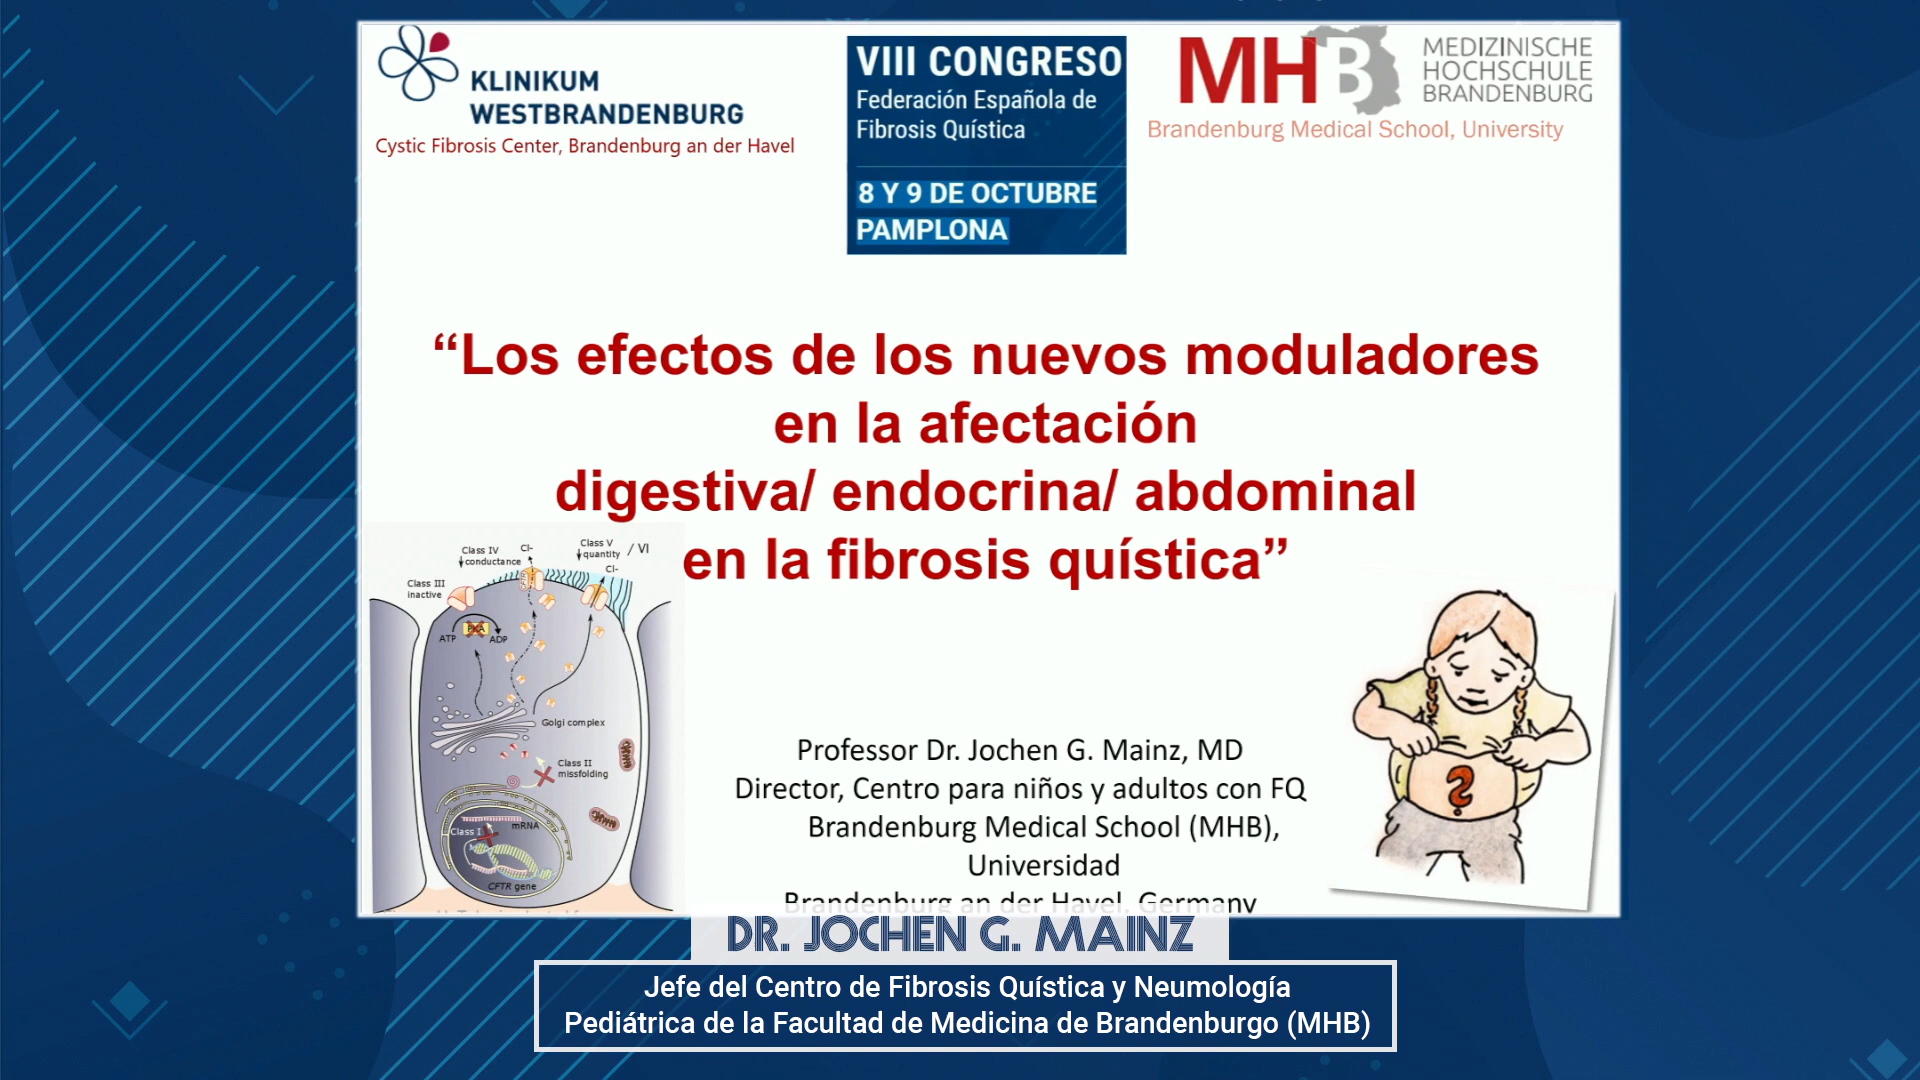 KLINIKUM
WESTBRANDENBURG
Cystic Fibrosis Center, Brandenburg an der Havel
VIII CONGRESO
Federación Española de
Fibrosis Quística
8 Y 9 DE OCTUBRE
PAMPLONA
MHB
MEDIZINISCHE
HOCHSCHULE
BRANDENBURG
Brandenburg Medical School, University
“Los efectos de los nuevos moduladores
en la afectación
digestiva/ endocrina/ abdominal
en la fibrosis quística”
Class IV
conductance
Cl-
Class V
quantity
/ VI
Cl-
Class III
inactive
ATP
PKA
ADP
Golgi complex
Class II
missfolding
Class I
mRNA
CFTR gene
?
Professor Dr. Jochen G. Mainz, MD
Director, Centro para niños y adultos con FQ
Brandenburg Medical School (MHB),
Universidad
Brandenburg an der Havel, Germany
DR. JOCHEN G. MAINZ
Jefe del Centro de Fibrosis Quística y Neumología
Pediátrica de la Facultad de Medicina de Brandenburgo (MHB)